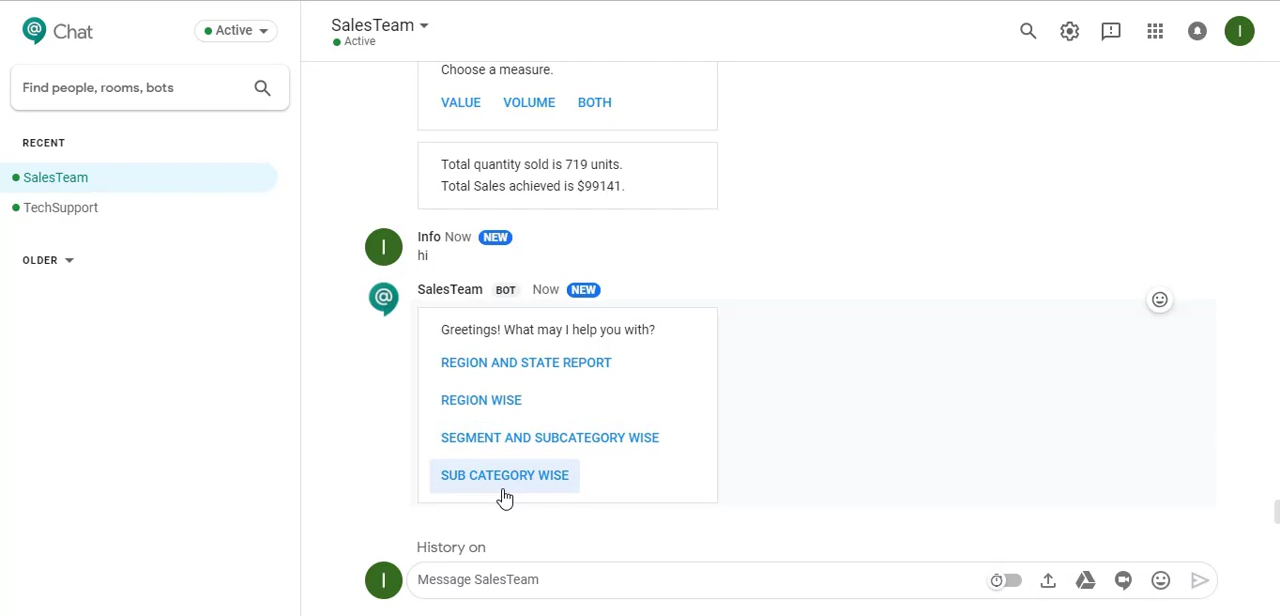 Chat
Active
Find people, rooms, bots
RECENT
SalesTeam
TechSupport
OLDER
SalesTeam
Active
I
Choose a measure.
VALUE VOLUME BOTH
Total quantity sold is 719 units.
Total Sales achieved is $99141.
I
Info Now NEW
hi
SalesTeam BOT Now NEW
Greetings! What may I help you with?
REGION AND STATE REPORT
REGION WISE
SEGMENT AND SUBCATEGORY WISE
SUB CATEGORY WISE
History on
I
Message SalesTeam